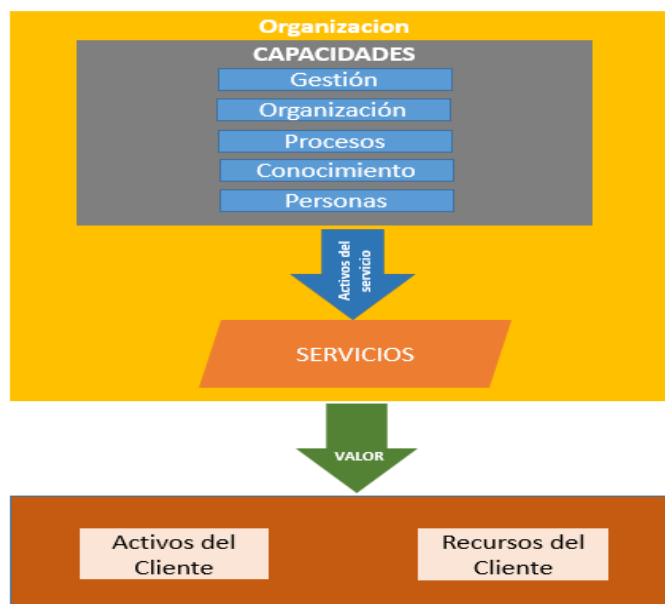 Organizacion
CAPACIDADES
Gestión
Organización
Procesos
Conocimiento
Personas
Activos del
servicio
SERVICIOS
VALOR
Activos del
Cliente
Recursos del
Cliente